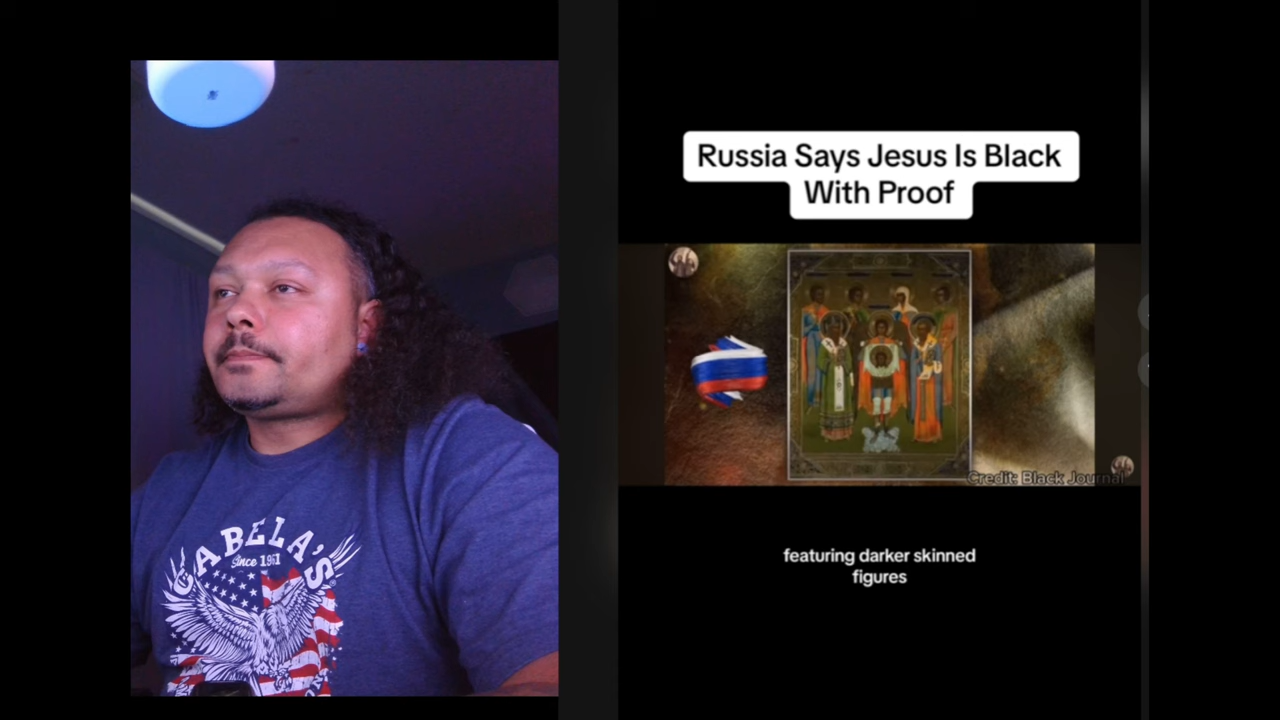 CABELA'S
Since 1961
Russia Says Jesus Is Black
With Proof
Credit: Black Journal
featuring darker skinned
figures